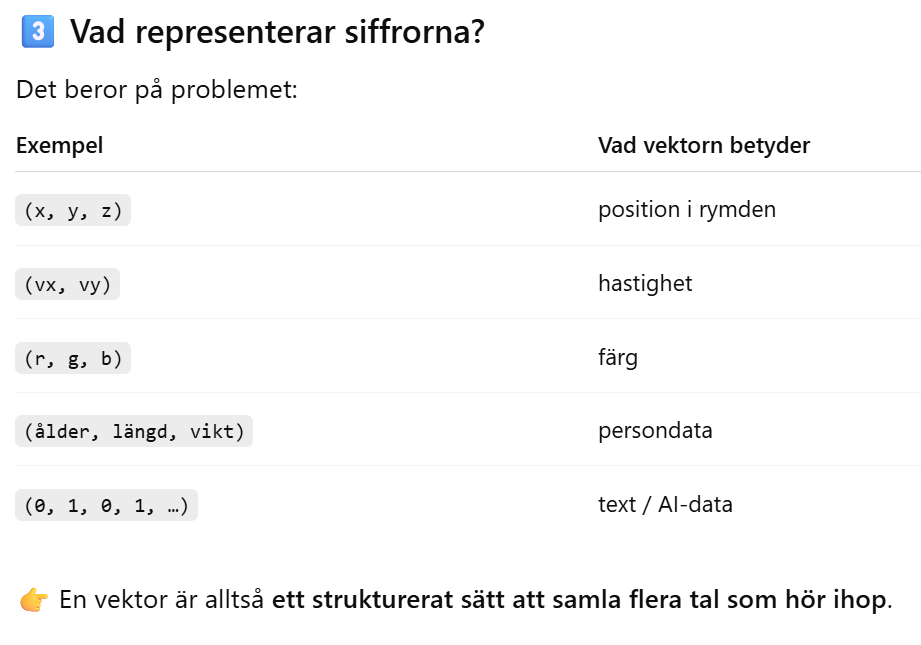 3 Vad representerar siffrorna?
Det beror på problemet:
Exempel Vad vektorn betyder
(x, y, z) position i rymden
(vx, vy) hastighet
(r, g, b) färg
(ålder, längd, vikt) persondata
(0, 1, 0, 1, …) text / AI-data
👉 En vektor är alltså ett strukturerat sätt att samla flera tal som hör ihop.